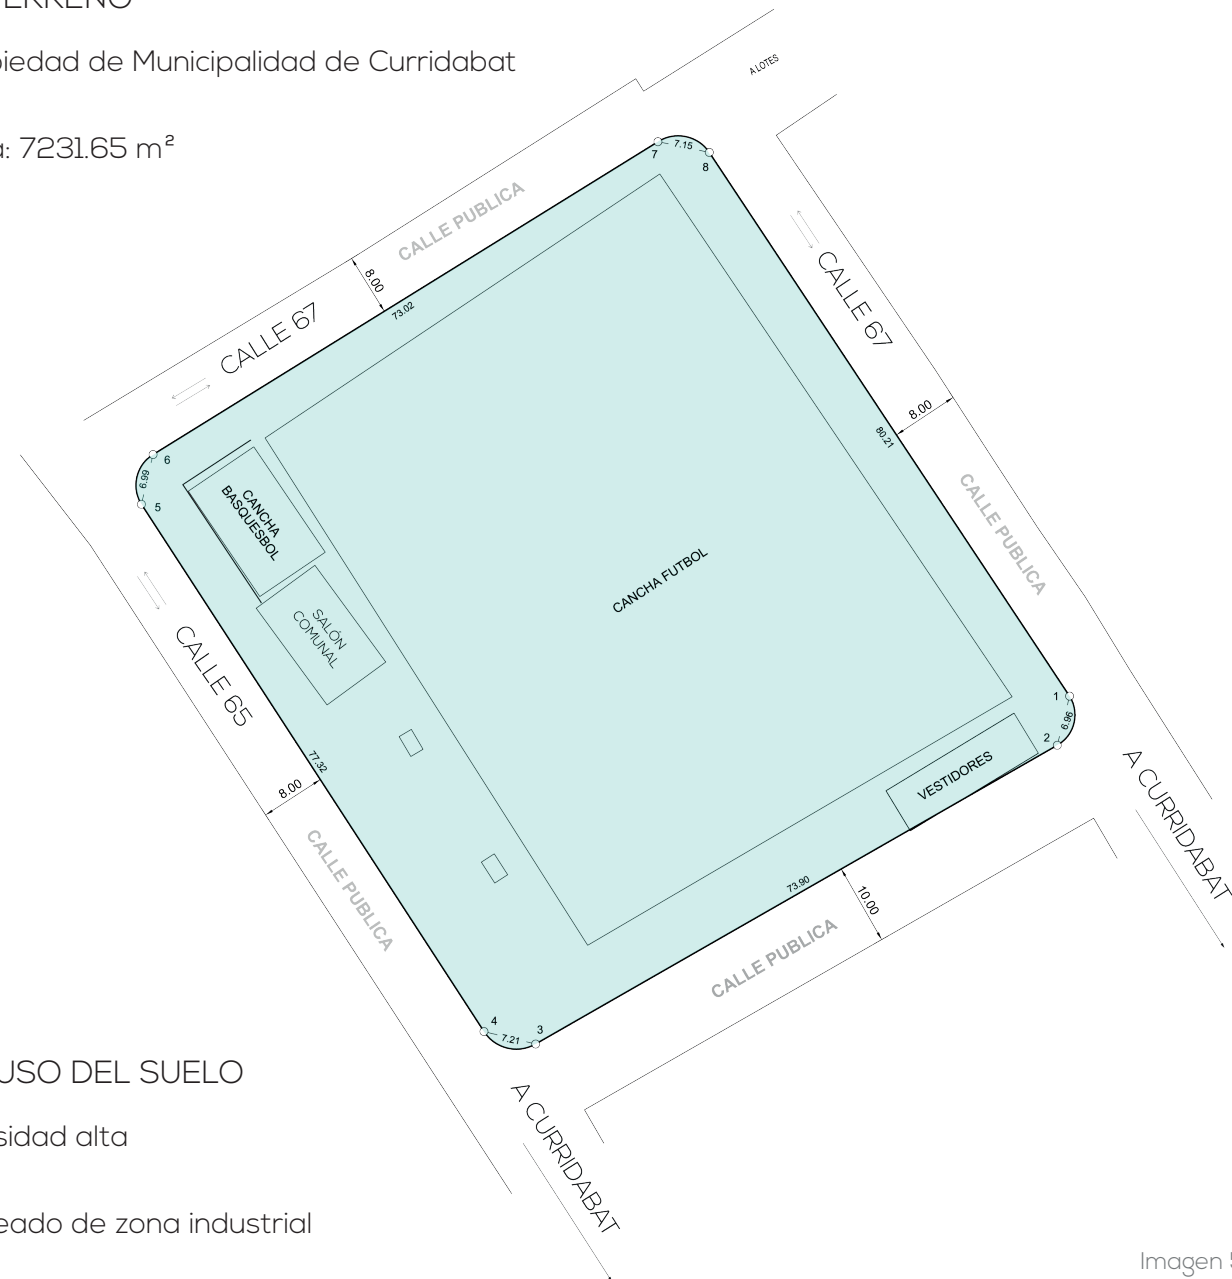 piedad de Municipalidad de Curridabat
7231.65 m²
A LOTES
7
7.15
8
CALLE PUBLICA
8.00
73.02
CALLE 67
CALLE 67
8.00
80.21
6
6.99
5
CANCHA
BASQUESBOL
CALLE PUBLICA
CANCHA FUTBOL
SALÓN
COMUNAL
CALLE 65
1
6.96
2
VESTIDORES
77.32
8.00
A CURRIDABAT
CALLE PUBLICA
73.90
10.00
CALLE PUBLICA
4
7.21
3
USO DEL SUELO
A CURRIDABAT
sidad alta
eado de zona industrial
Imagen